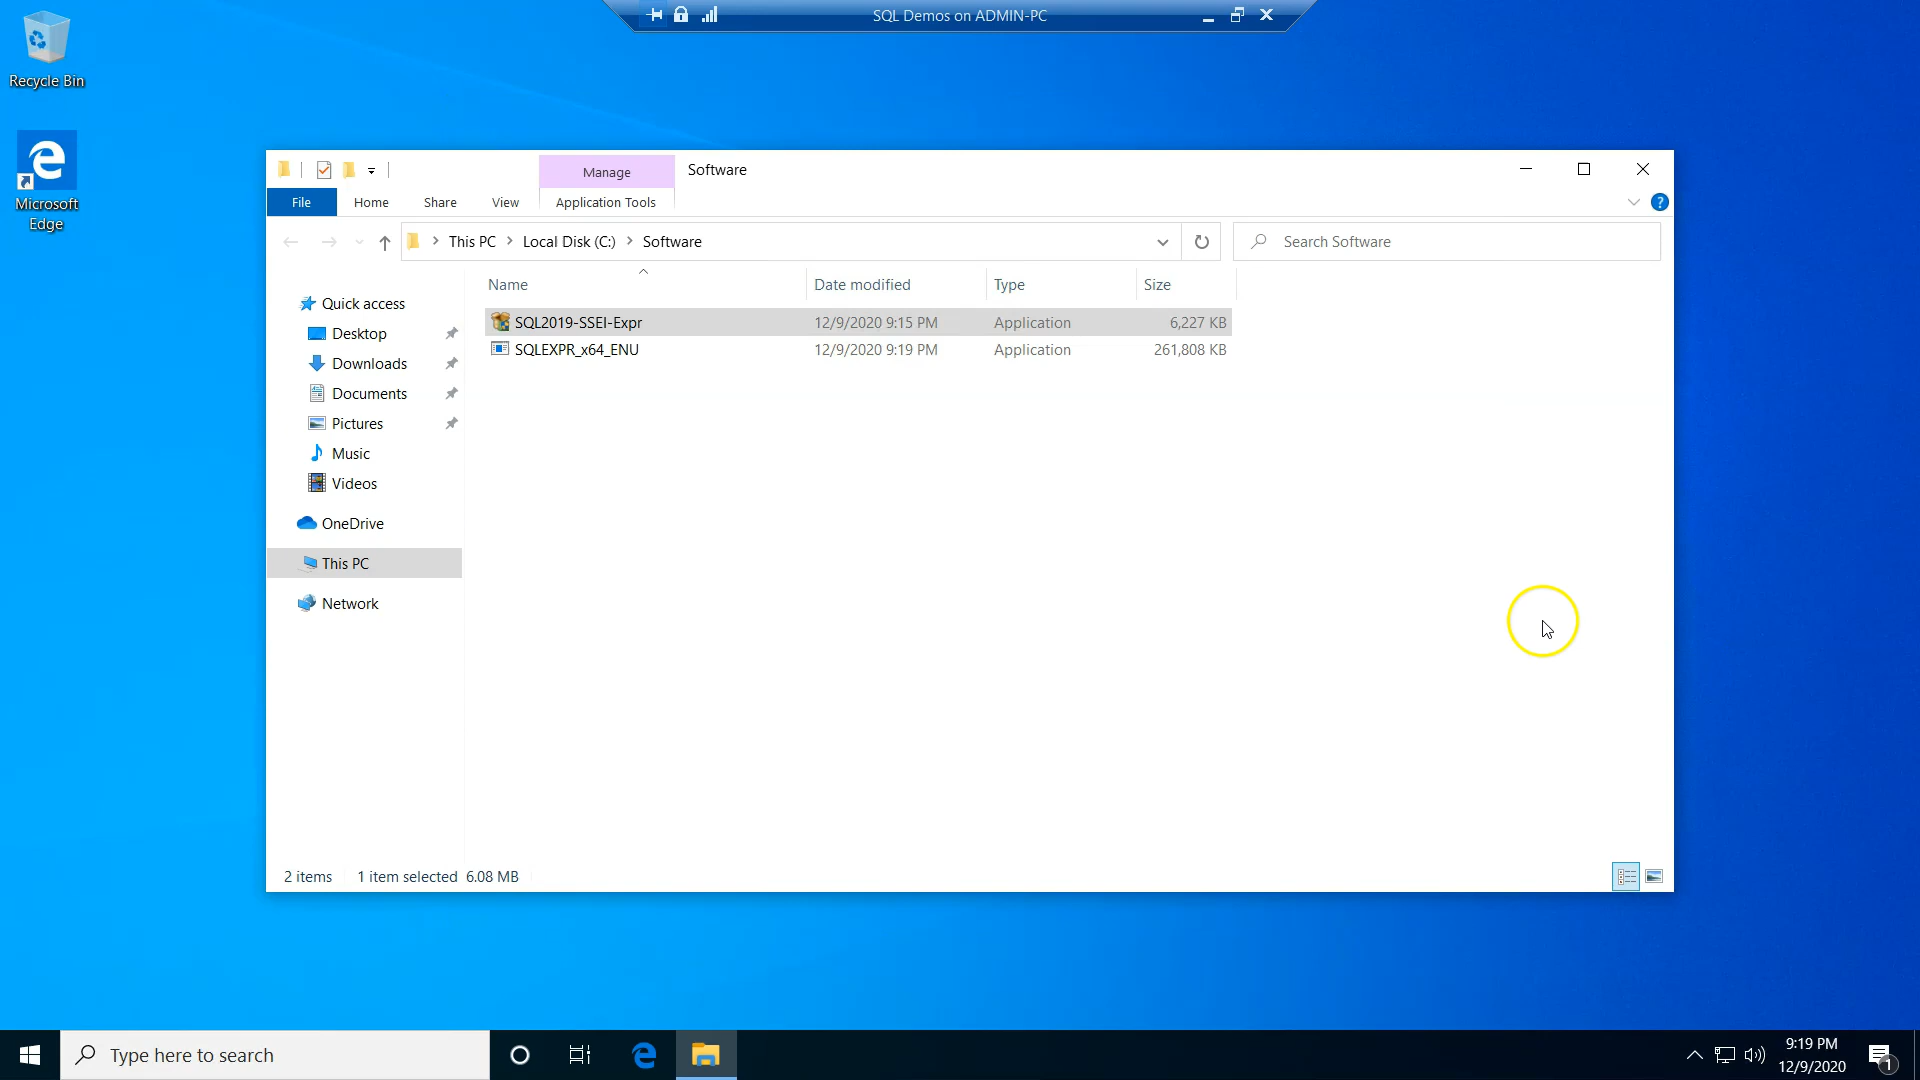 SQL Demos on ADMIN-PC
Recycle Bin
Microsoft
Edge
Manage
Software
File
Home
Share
View
Application Tools
?
This PC > Local Disk (C:) > Software
Search Software
Name
Date modified
Type
Size
SQL2019-SSEI-Expr 12/9/2020 9:15 PM Application 6,227 KB
SQLEXPR_x64_ENU 12/9/2020 9:19 PM Application 261,808 KB
Quick access
Desktop
Downloads
Documents
Pictures
Music
Videos
OneDrive
This PC
Network
2 items
1 item selected 6.08 MB
Type here to search
9:19 PM
12/9/2020
1